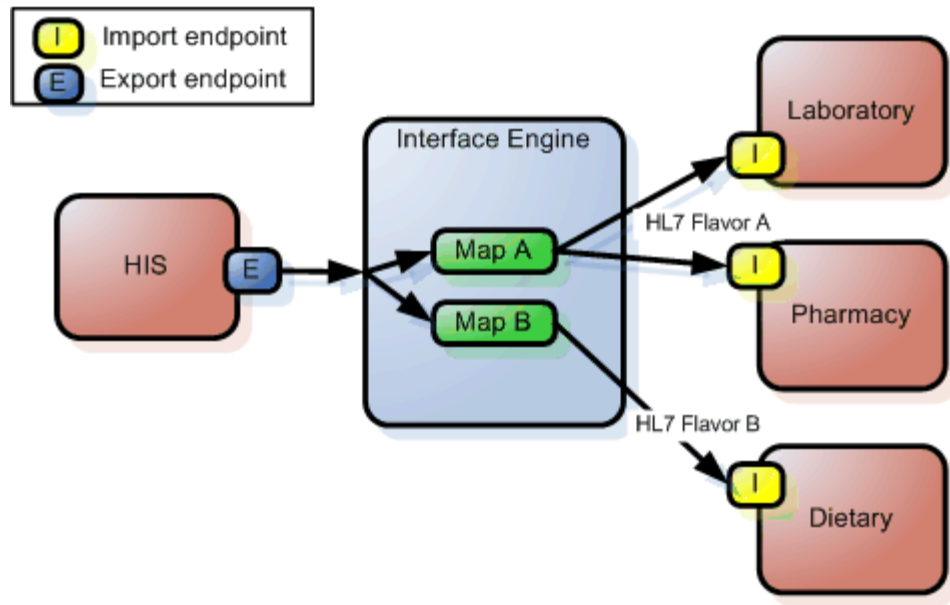 I Import endpoint
E Export endpoint
Interface Engine
Laboratory
I
HL7 Flavor A
HIS
E
Map A
I
Map B
Pharmacy
HL7 Flavor B
I
Dietary